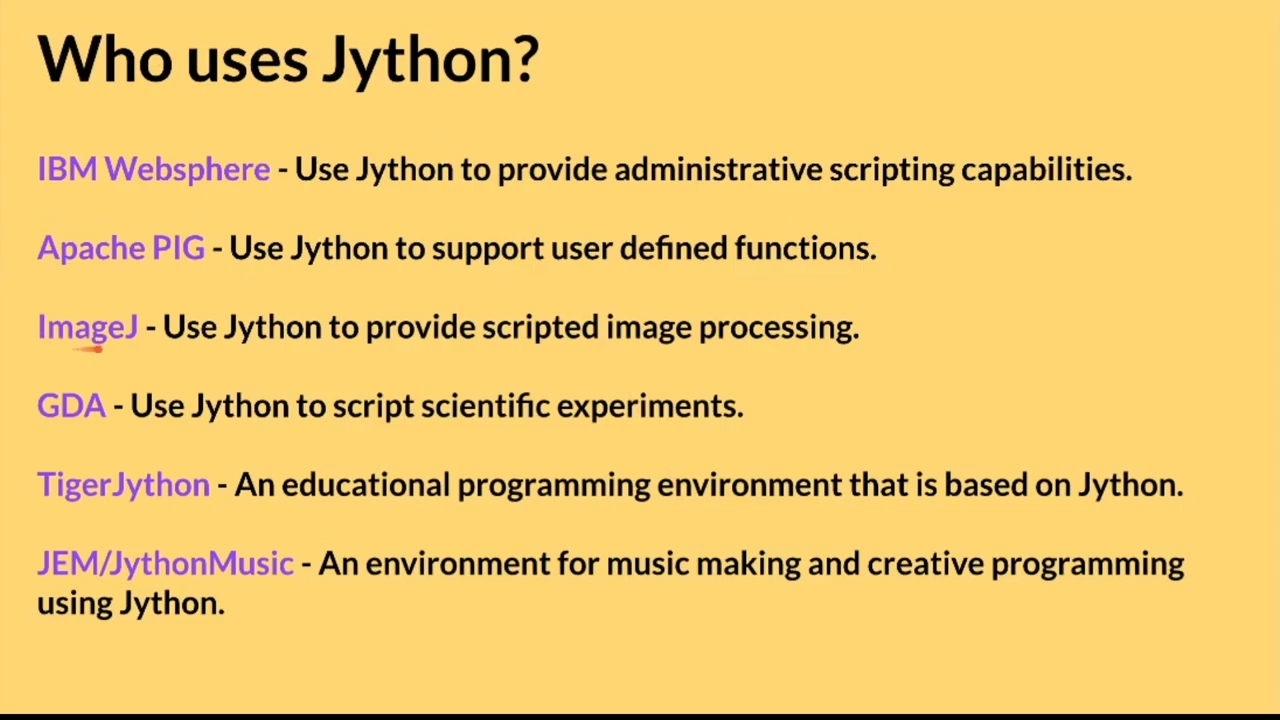 Who uses Jython?
IBM Websphere - Use Jython to provide administrative scripting capabilities.
Apache PIG - Use Jython to support user defined functions.
ImageJ - Use Jython to provide scripted image processing.
GDA - Use Jython to script scientific experiments.
TigerJython - An educational programming environment that is based on Jython.
JEM/JythonMusic - An environment for music making and creative programming
using Jython.